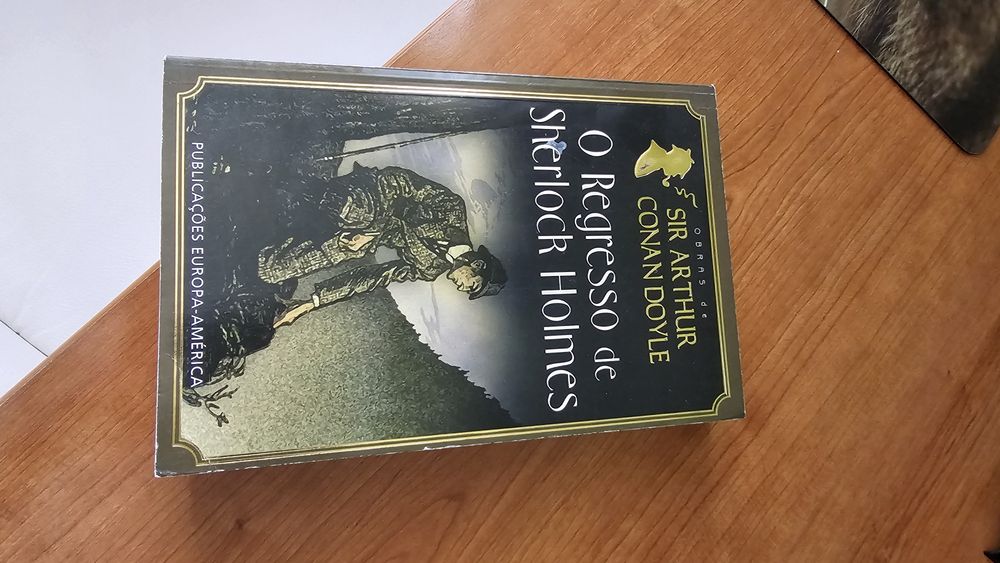 OBRAS DE
SIR ARTHUR
CONAN DOYLE
O Regresso de
Sherlock Holmes
PUBLICAÇÕES EUROPA-AMÉRICA